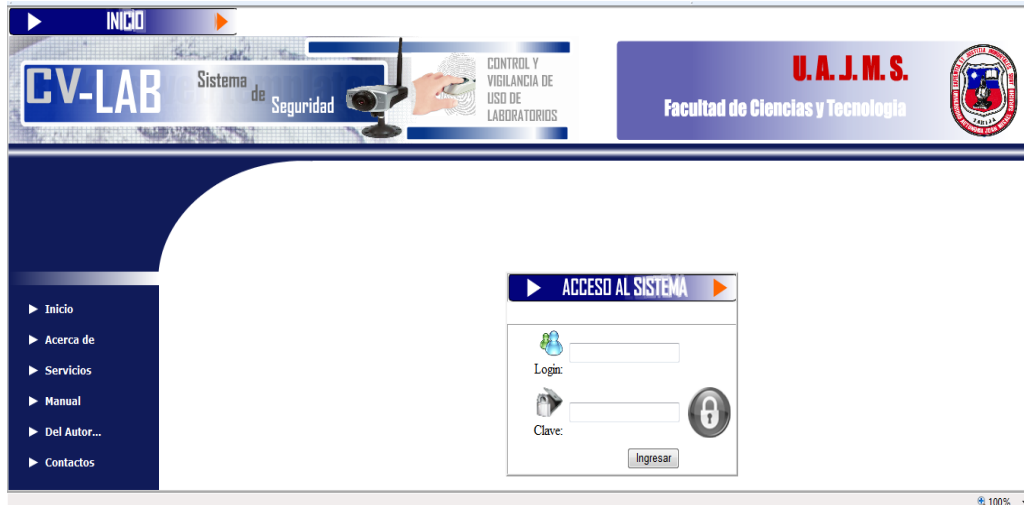 INICIO
CV-LAB
Sistema
de
Seguridad
CONTROL Y
VIGILANCIA DE
USO DE
LABORATORIOS
U. A. J. M. S.
Facultad de Ciencias y Tecnologia
TARIJA
ACCESO AL SISTEMA
Login:
Clave:
Ingresar
Inicio
Acerca de
Servicios
Manual
Del Autor...
Contactos
100%